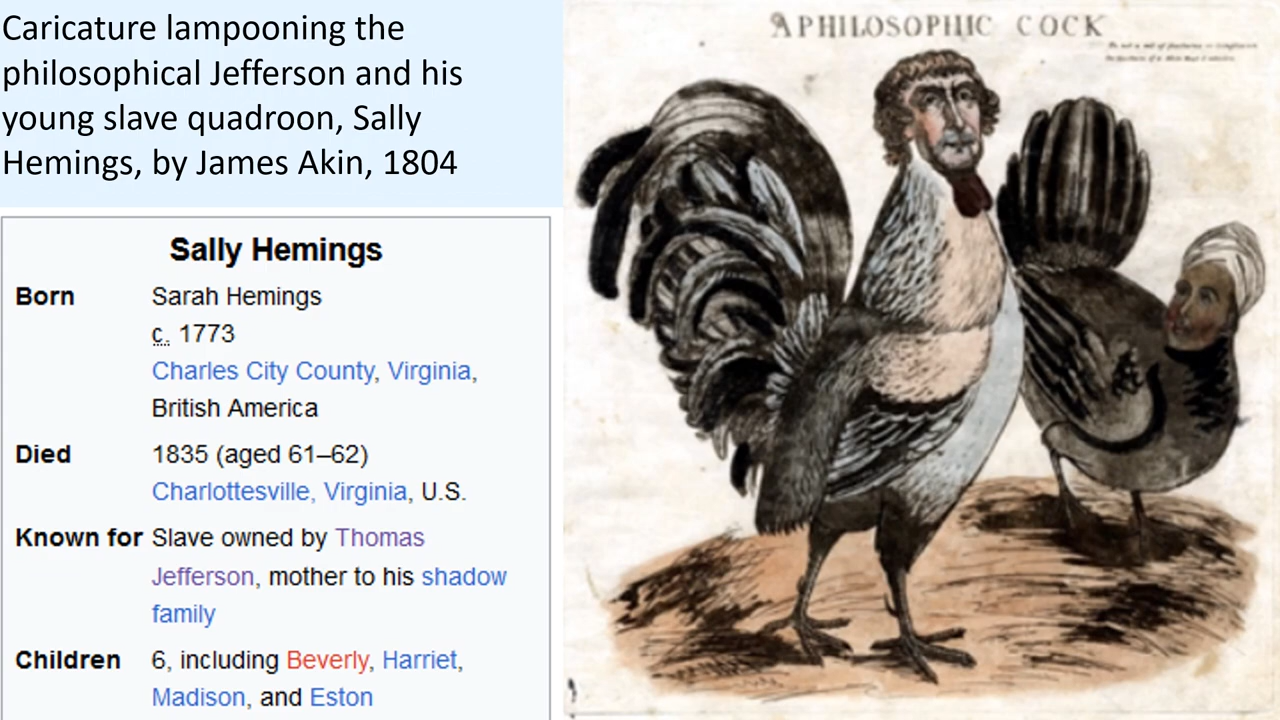 Caricature lampooning the
philosophical Jefferson and his
young slave quadroon, Sally
Hemings, by James Akin, 1804
Sally Hemings
Born Sarah Hemings
c. 1773
Charles City County, Virginia,
British America
Died 1835 (aged 61–62)
Charlottesville, Virginia, U.S.
Known for Slave owned by Thomas
Jefferson, mother to his shadow
family
Children 6, including Beverly, Harriet,
Madison, and Eston
A PHILOSOPHIC COCK